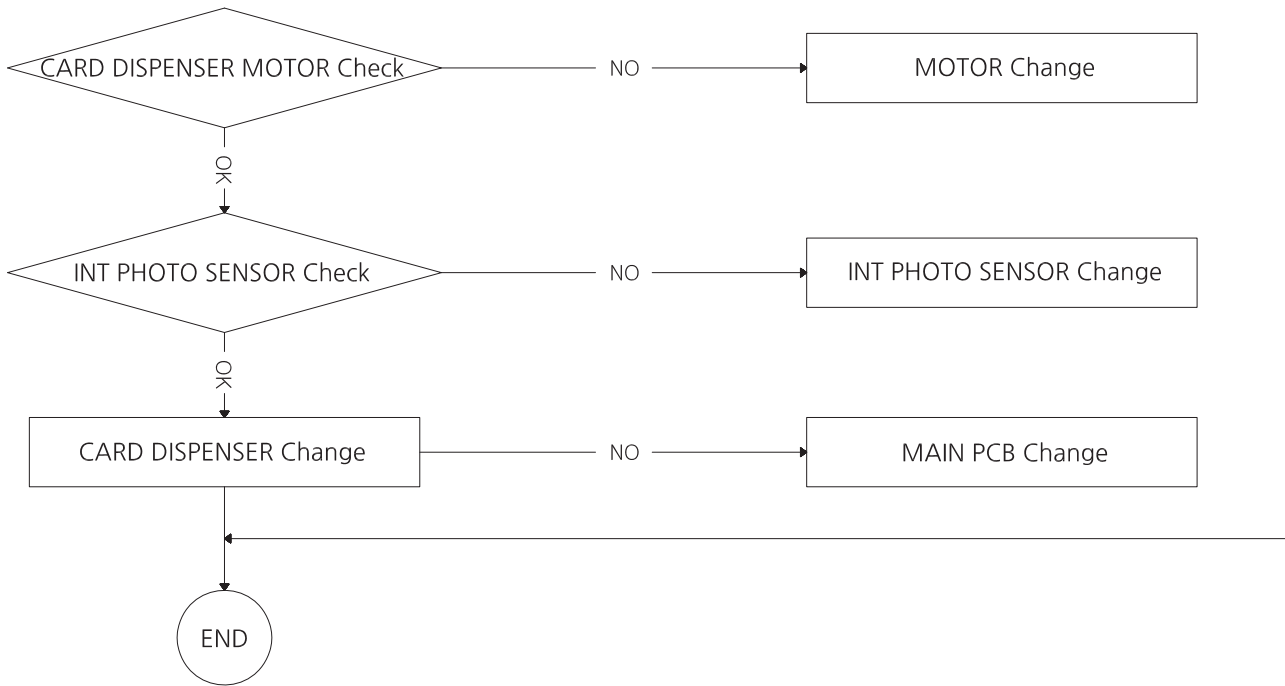 CARD DISPENSER MOTOR Check
NO
MOTOR Change
OK
INT PHOTO SENSOR Check
NO
INT PHOTO SENSOR Change
OK
CARD DISPENSER Change
NO
MAIN PCB Change
END